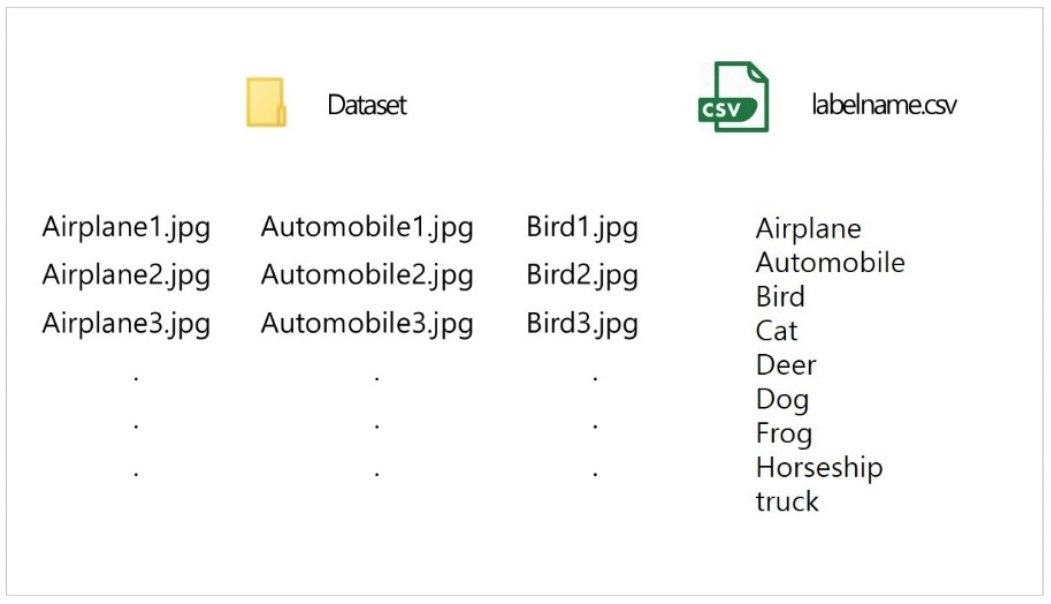 Dataset
CSV
labelname.csv
Airplane1.jpg Automobile1.jpg Bird1.jpg
Airplane2.jpg Automobile2.jpg Bird2.jpg
Airplane3.jpg Automobile3.jpg Bird3.jpg
. . .
. . .
. . .
Airplane
Automobile
Bird
Cat
Deer
Dog
Frog
Horseship
truck